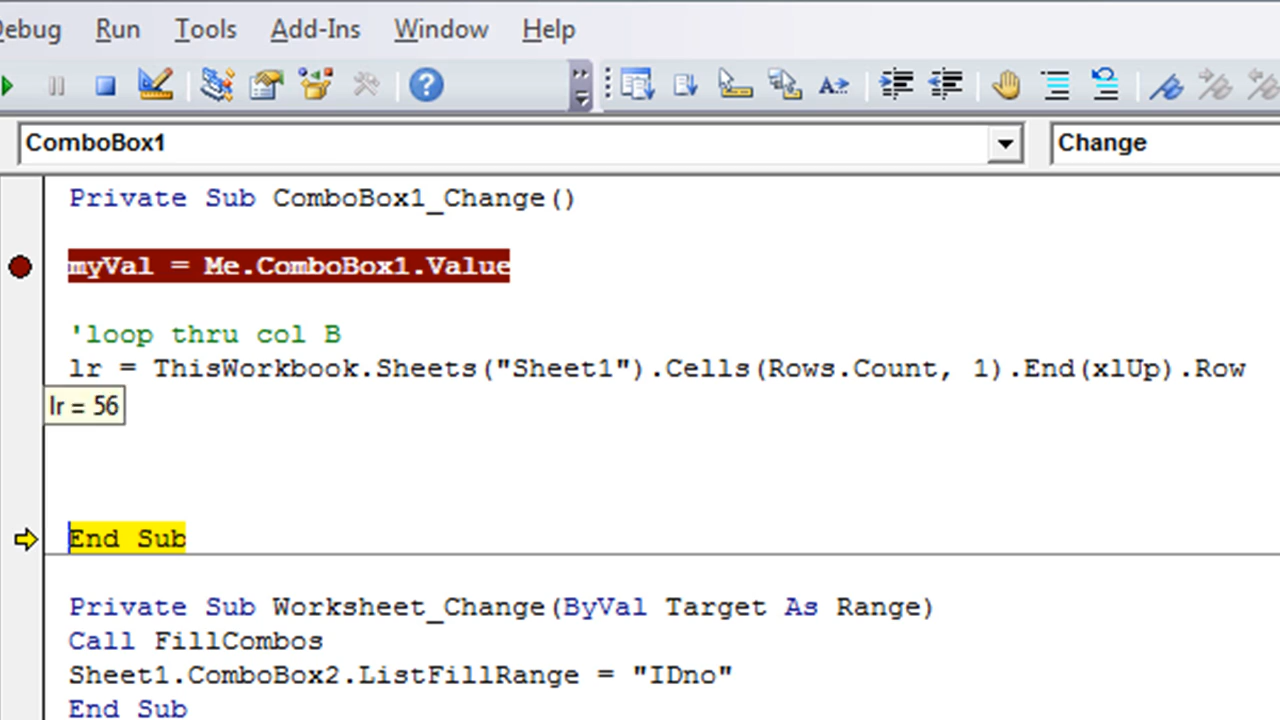 Run Tools Add-Ins Window Help
ComboBox1 Change
Private Sub ComboBox1_Change()
myVal = Me.ComboBox1.Value
'loop thru col B
lr = ThisWorkbook.Sheets("Sheet1").Cells(Rows.Count, 1).End(xlUp).Row
lr = 56
End Sub
Private Sub Worksheet_Change(ByVal Target As Range)
Call FillCombos
Sheet1.ComboBox2.ListFillRange = "IDno"
End Sub